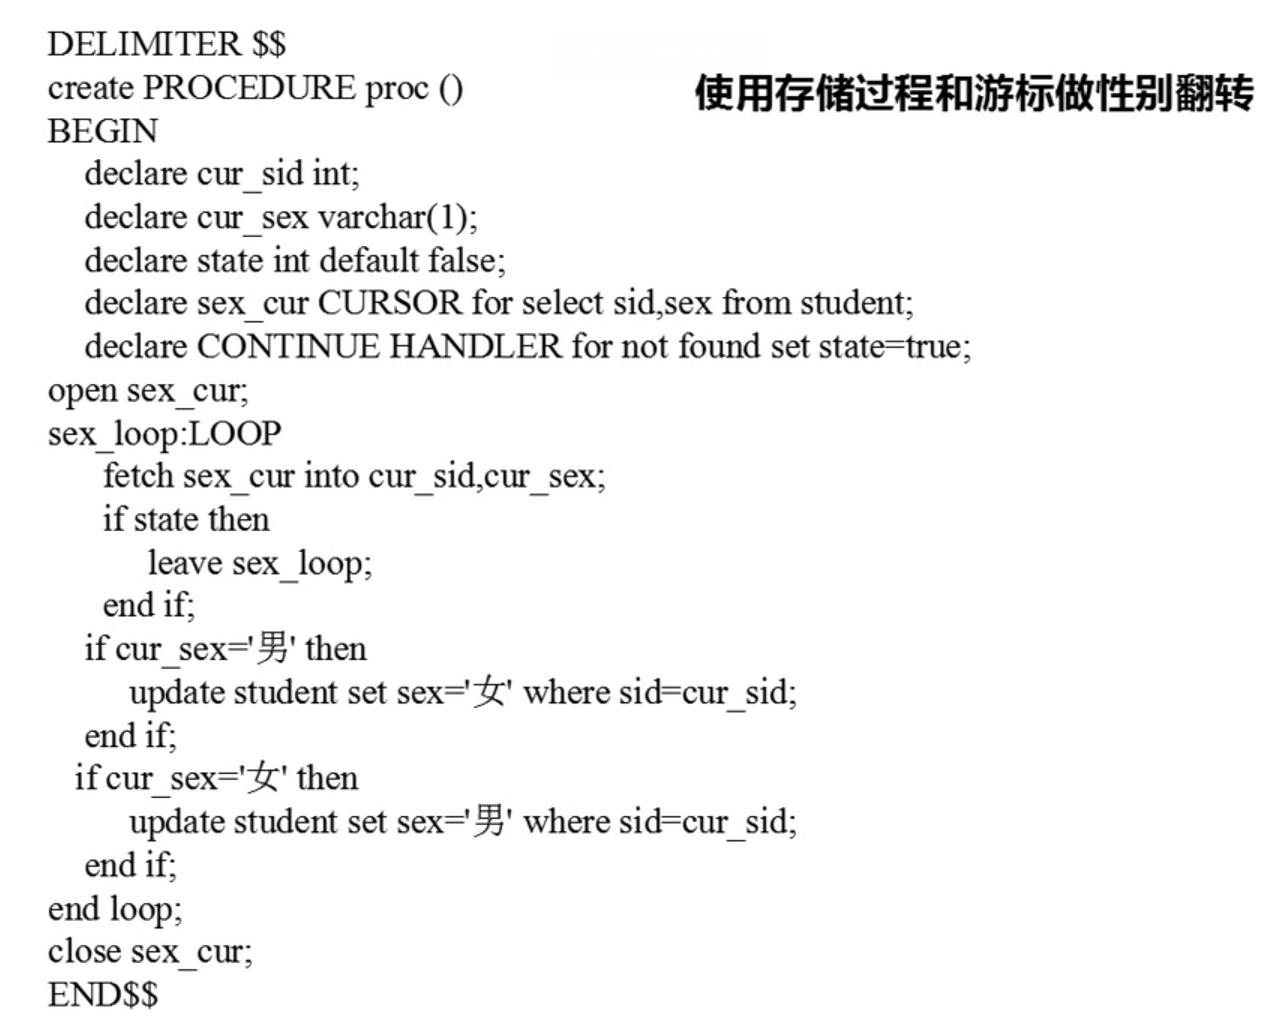 DELIMITER $$
create PROCEDURE proc ()
使用存储过程和游标做性别翻转
BEGIN
declare cur_sid int;
declare cur_sex varchar(1);
declare state int default false;
declare sex_cur CURSOR for select sid,sex from student;
declare CONTINUE HANDLER for not found set state=true;
open sex_cur;
sex_loop:LOOP
fetch sex_cur into cur_sid,cur_sex;
if state then
leave sex_loop;
end if;
if cur_sex='男' then
update student set sex='女' where sid=cur_sid;
end if;
if cur_sex='女' then
update student set sex='男' where sid=cur_sid;
end if;
end loop;
close sex_cur;
END$$